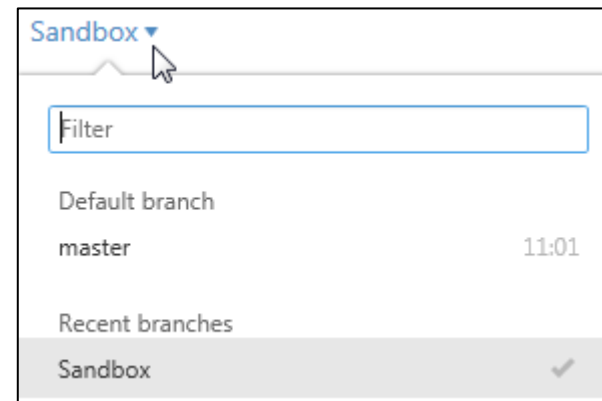 Sandbox
Filter
Default branch
master 11:01
Recent branches
Sandbox